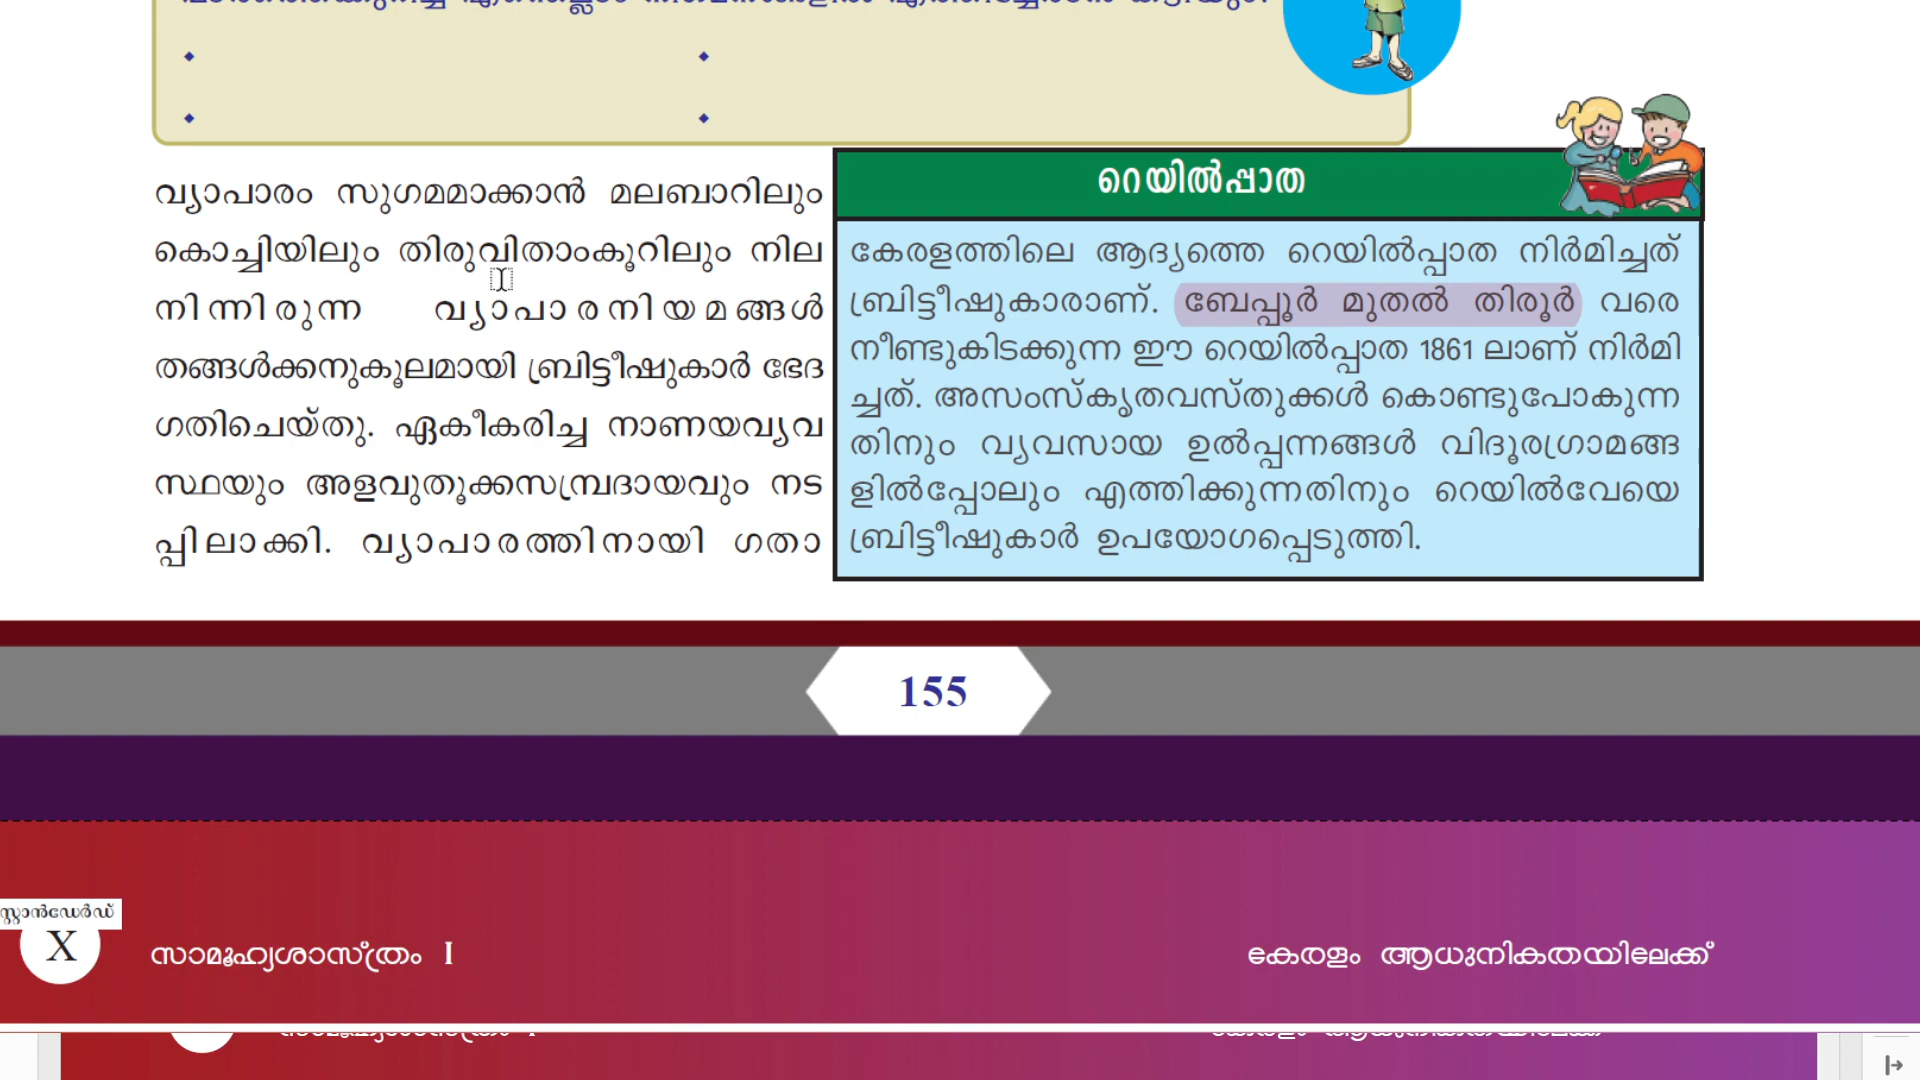 വ്യാപാരം സുഗമമാക്കാൻ മലബാറിലും
കൊച്ചിയിലും തിരുവിതാംകൂറിലും നില
നിന്നിരുന്ന വ്യാപാരനിയമങ്ങൾ
തങ്ങൾക്കനുകൂലമായി ബ്രിട്ടീഷുകാർ ഭേദ
ഗതിചെയ്തു. ഏകീകരിച്ച നാണയവ്യവ
സ്ഥയും അളവുതൂക്കസമ്പ്രദായവും നട
പ്പിലാക്കി. വ്യാപാരത്തിനായി ഗതാ
റെയിൽപ്പാത
കേരളത്തിലെ ആദ്യത്തെ റെയിൽപ്പാത നിർമിച്ചത്
ബ്രിട്ടീഷുകാരാണ്. ബേപ്പൂർ മുതൽ തിരൂർ വരെ
നീണ്ടുകിടക്കുന്ന ഈ റെയിൽപ്പാത 1861 ലാണ് നിർമി
ച്ചത്. അസംസ്കൃതവസ്തുക്കൾ കൊണ്ടുപോകുന്ന
തിനും വ്യവസായ ഉൽപ്പന്നങ്ങൾ വിദൂരഗ്രാമങ്ങ
ളിൽപ്പോലും എത്തിക്കുന്നതിനും റെയിൽവേയെ
ബ്രിട്ടീഷുകാർ ഉപയോഗപ്പെടുത്തി.
155
സ്റ്റാൻഡേർഡ്
X
സാമൂഹ്യശാസ്ത്രം I
കേരളം ആധുനികതയിലേക്ക്